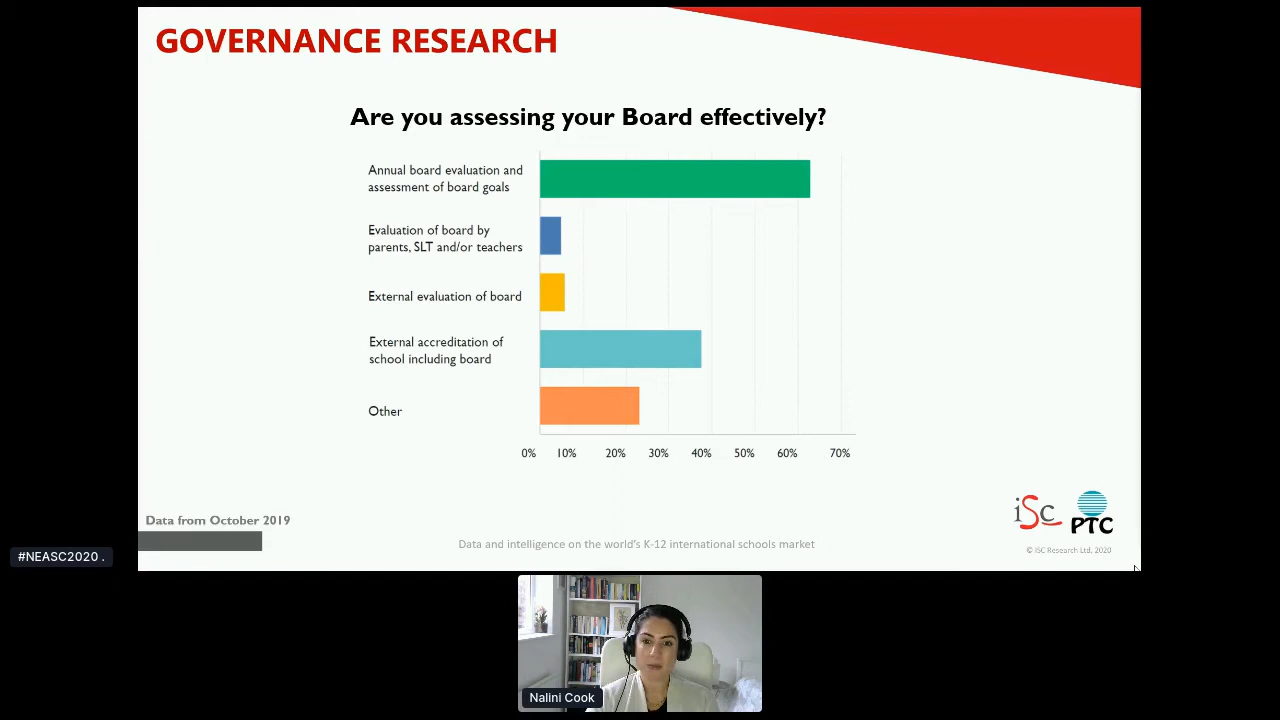 GOVERNANCE RESEARCH
Are you assessing your Board effectively?
Annual board evaluation and
assessment of board goals
Evaluation of board by
parents, SLT and/or teachers
External evaluation of board
External accreditation of
school including board
Other
0% 10% 20% 30% 40% 50% 60% 70%
Data from October 2019
iSc PTC
Data and intelligence on the world's K-12 international schools market
© ISC Research Ltd, 2020
#NEASC2020 .
Nalini Cook